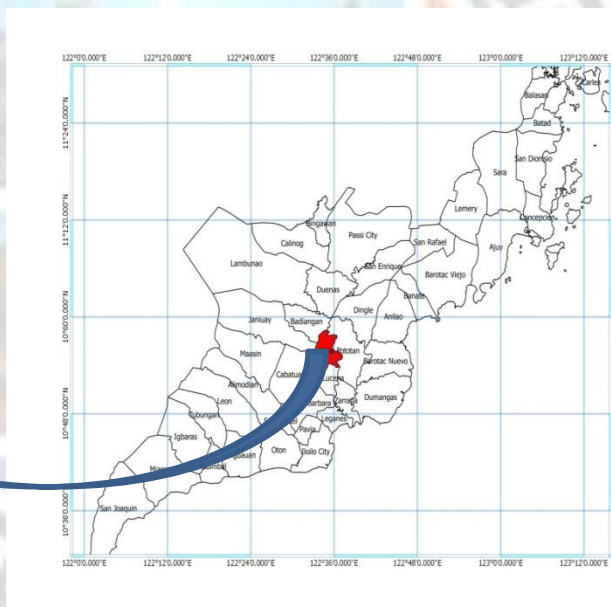 122°0'0.000"E 122°12'0.000"E 122°24'0.000"E 122°36'0.000"E 122°48'0.000"E 123°0'0.000"E 123°12'0.000"E
Carles
Balasan
11°24'0.000"N
Batad
San Dionisio
Sara
Lemery
Concepcion
11°12'0.000"N
Bingawan
Passi City
Calinog
San Rafael
Ajuy
Lambunao
San Enrique
Barotac Viejo
Duenas
Banate
10°60'0.000"N
Dingle
Anilao
Janiuay
Badiangan
Pototan
Maasin
Barotac Nuevo
Cabatua
Lucena
Alimodian
Leon
Barbara
Zarraga
Dumangas
10°48'0.000"N
Tubungan
Leganes
Pavia
Igbaras
Oton
Iloilo City
San Joaquin
10°36'0.000"N
122°0'0.000"E 122°12'0.000"E 122°24'0.000"E 122°36'0.000"E 122°48'0.000"E 123°0'0.000"E 123°12'0.000"E